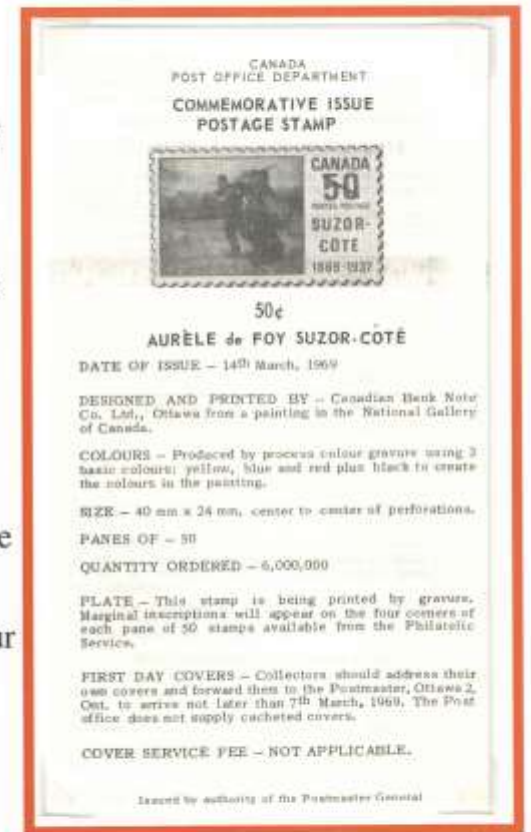 CANADA
POST OFFICE DEPARTMENT
COMMEMORATIVE ISSUE
POSTAGE STAMP
CANADA
50
POSTES POSTAGE
SUZOR-
COTE
1869-1937
50¢
AURÈLE de FOY SUZOR-CÔTÉ
DATE OF ISSUE – 14th March, 1969
DESIGNED AND PRINTED BY – Canadian Bank Note
Co. Ltd., Ottawa from a painting in the National Gallery
of Canada.
COLOURS – Produced by process colour gravure using 3
basic colours: yellow, blue and red plus black to create
the colours in the painting.
SIZE – 40 mm x 24 mm, center to center of perforations.
PANES OF – 50
QUANTITY ORDERED – 6,000,000
PLATE – This stamp is being printed by gravure.
Marginal inscriptions will appear on the four corners of
each pane of 50 stamps available from the Philatelic
Service.
FIRST DAY COVERS – Collectors should address their
own covers and forward them to the Postmaster, Ottawa 2,
Ont. to arrive not later than 7th March, 1969. The Post
office does not supply cacheted covers.
COVER SERVICE FEE – NOT APPLICABLE.
Issued by authority of the Postmaster General